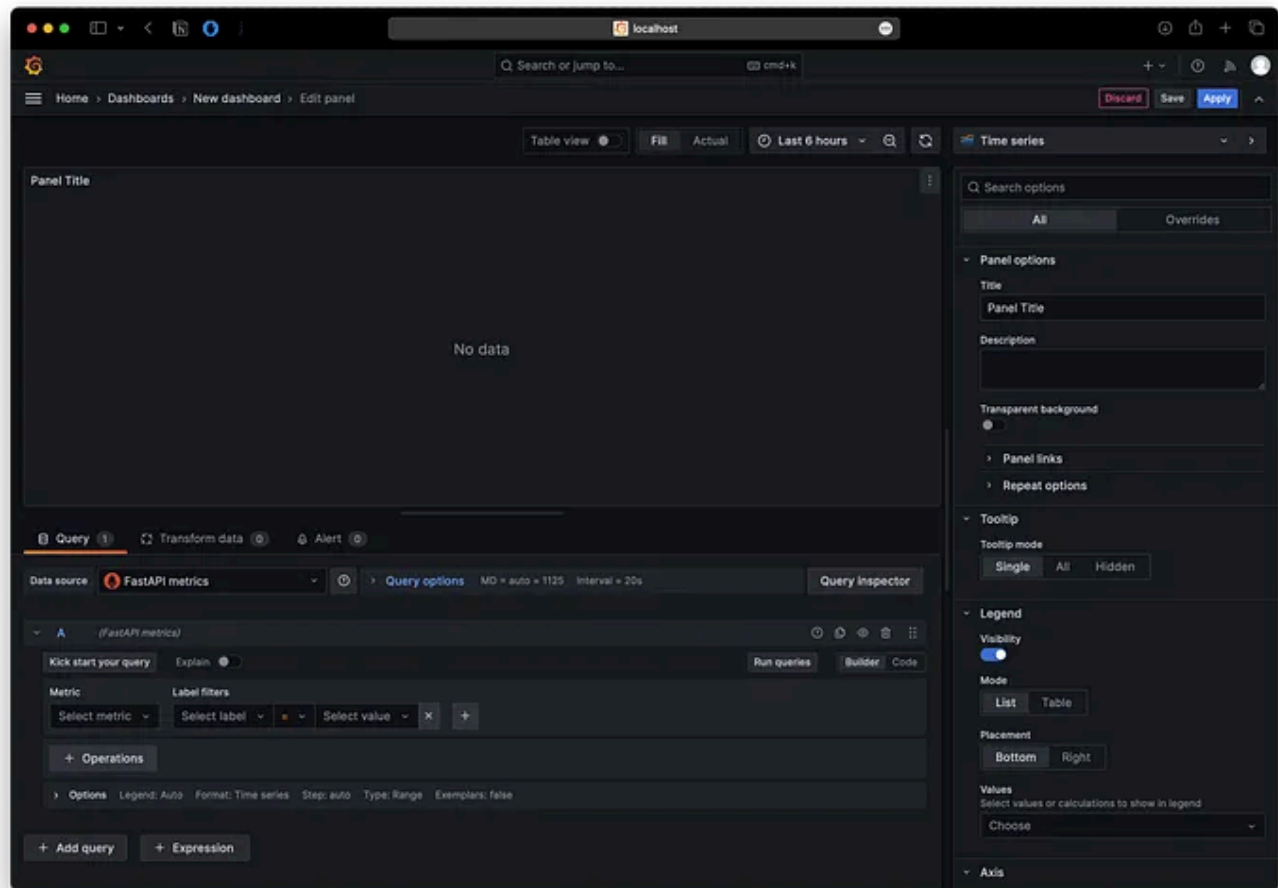 localhost
Search or jump to... cmd+k
Home › Dashboards › New dashboard › Edit panel
Discard Save Apply
Table view Fill Actual Last 6 hours
Time series
Panel Title
No data
Search options
All Overrides
Panel options
Title
Panel Title
Description
Transparent background
Panel links
Repeat options
Tooltip
Tooltip mode
Single All Hidden
Legend
Visibility
Mode
List Table
Placement
Bottom Right
Values
Select values or calculations to show in legend
Choose
Axis
Query 1 Transform data 0 Alert 0
Data source FastAPI metrics Query options MD = auto = 1125 Interval = 20s Query inspector
A (FastAPI metrics)
Kick start your query Explain Run queries Builder Code
Metric Label filters
Select metric Select label = Select value × +
+ Operations
Options Legend: Auto Format: Time series Step: auto Type: Range Exemplars: false
+ Add query + Expression